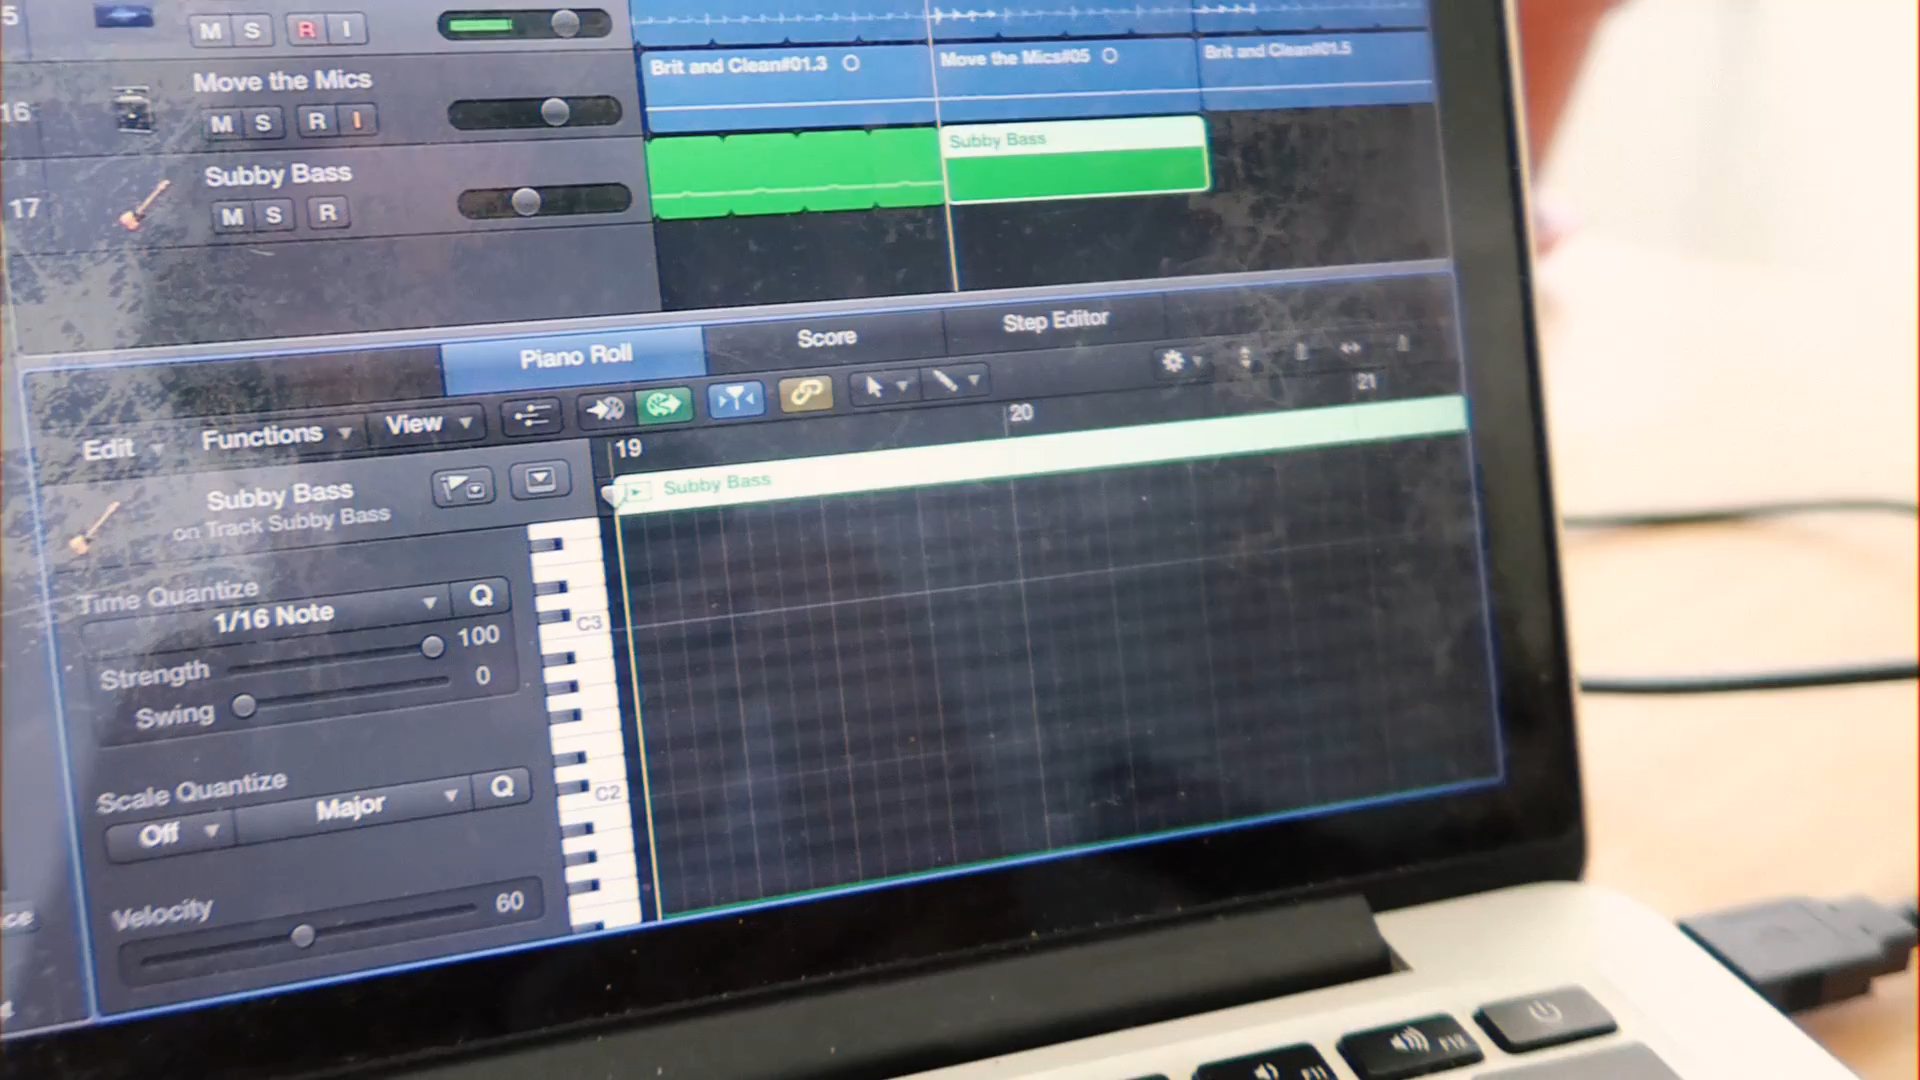 5
M S R I
Brit and Clean#01.3 Move the Mics#05 Brit and Clean#01.5
16 Move the Mics
M S R I
Subby Bass
17 Subby Bass
M S R
Piano Roll Score Step Editor
Edit Functions View
19 20 21
Subby Bass
on Track Subby Bass
Subby Bass
Time Quantize
1/16 Note Q
Strength 100
Swing 0
C3
Scale Quantize
Off Major Q
C2
Velocity 60
F11 F12